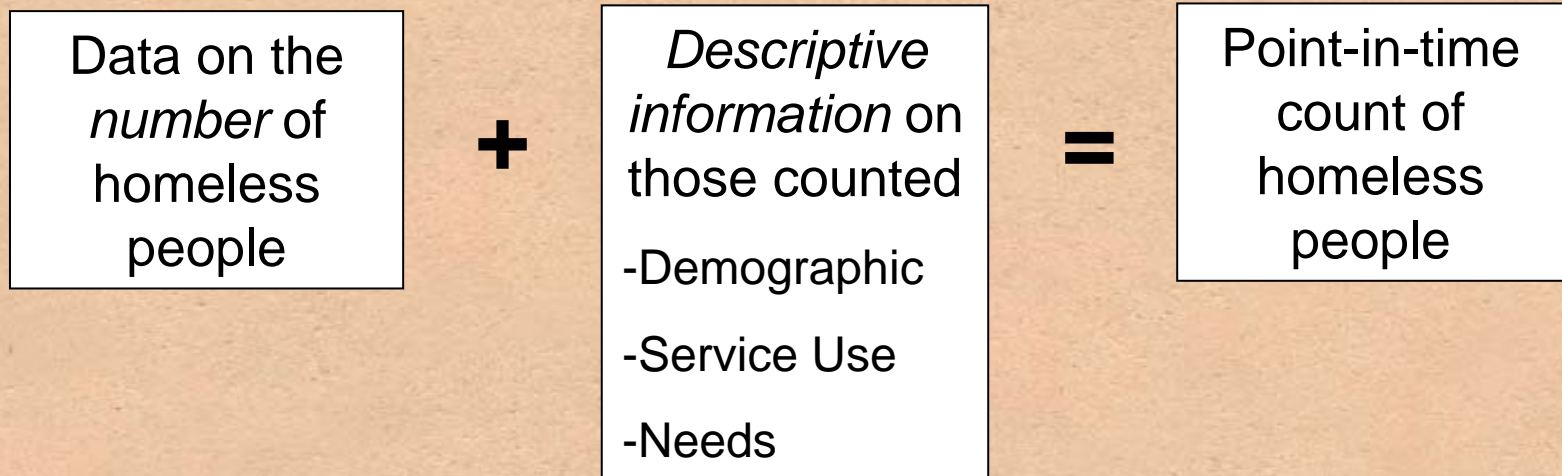 Data on the
number of
homeless
people
+
Descriptive
information on
those counted
-Demographic
-Service Use
-Needs
=
Point-in-time
count of
homeless
people